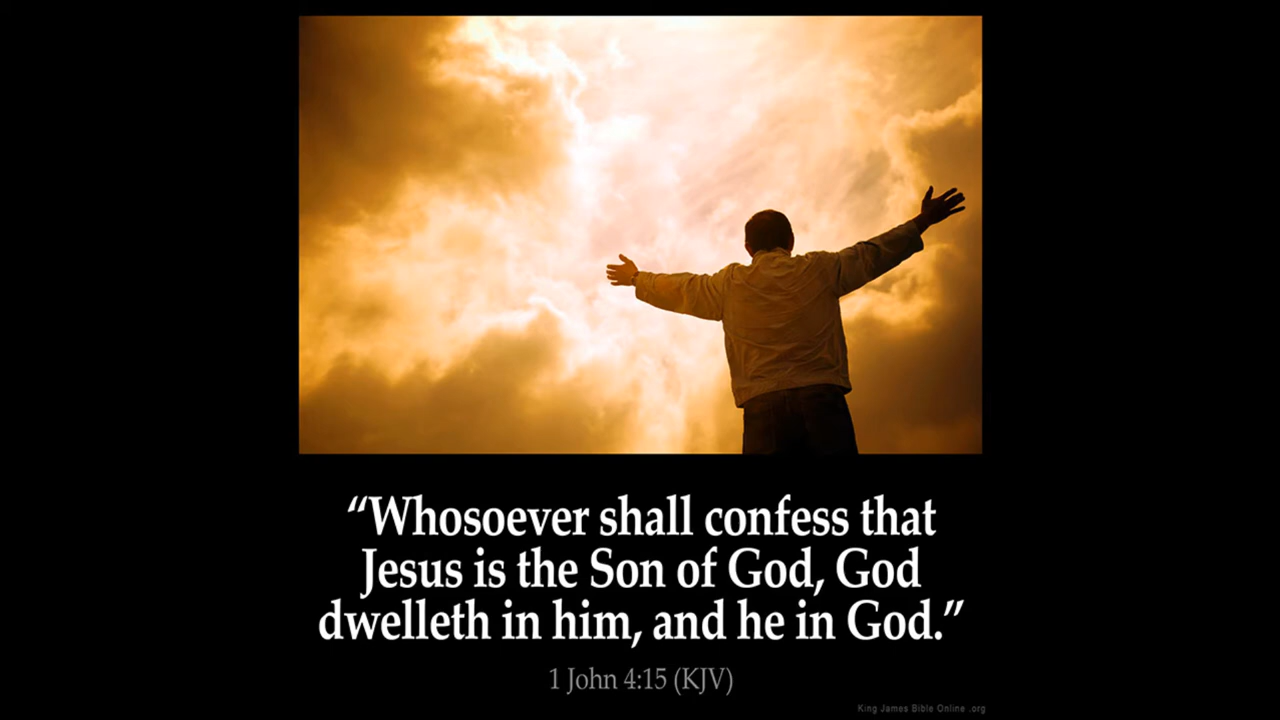 “Whosoever shall confess that
Jesus is the Son of God, God
dwelleth in him, and he in God.”
1 John 4:15 (KJV)
King James Bible Online .org